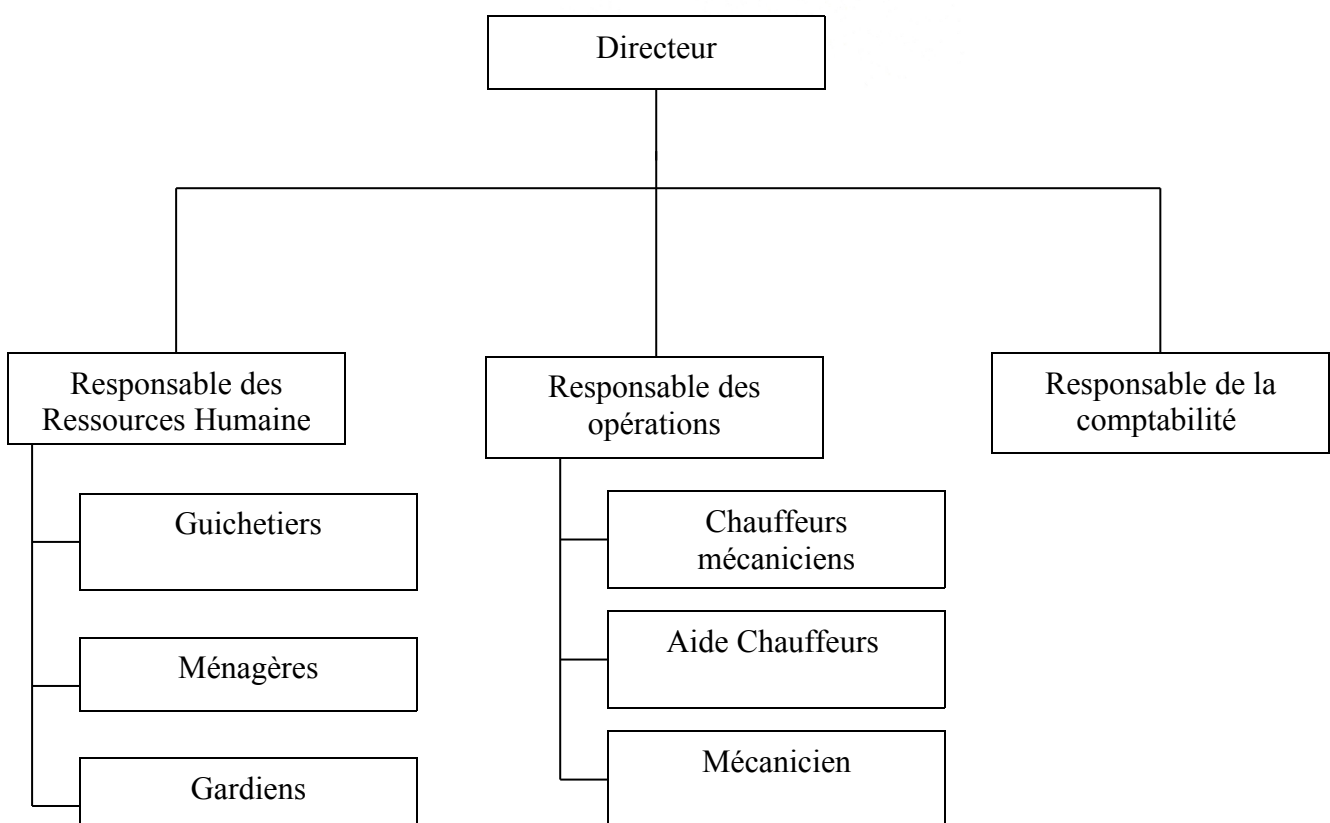 Directeur
Responsable des
Ressources Humaine
Responsable des
opérations
Responsable de la
comptabilité
Guichetiers
Ménagères
Gardiens
Chauffeurs
mécaniciens
Aide Chauffeurs
Mécanicien